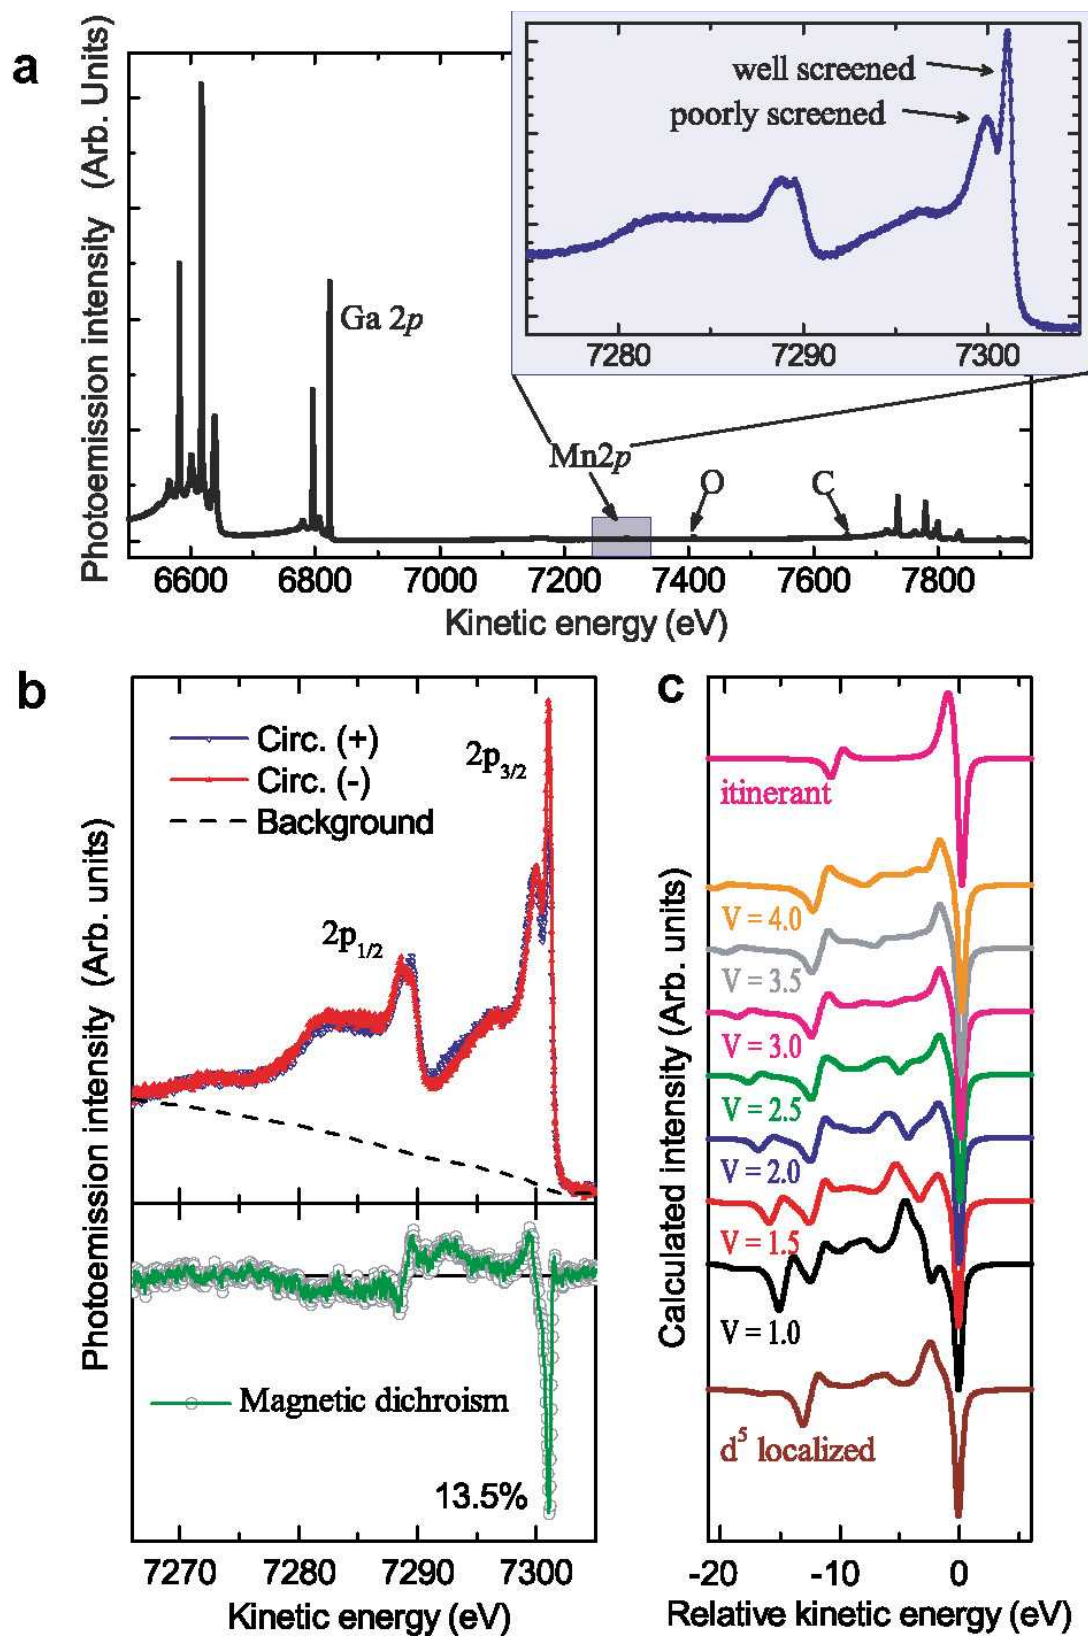 a
Photoemission intensity (Arb. Units)
well screened
poorly screened
7280 7290 7300
Ga 2p
Mn2p
O
C
6600 6800 7000 7200 7400 7600 7800
Kinetic energy (eV)
b
Circ. (+)
Circ. (-)
Background
2p3/2
2p1/2
Photoemission intensity (Arb. units)
Magnetic dichroism
13.5%
7270 7280 7290 7300
Kinetic energy (eV)
c
itinerant
V = 4.0
V = 3.5
V = 3.0
V = 2.5
V = 2.0
V = 1.5
V = 1.0
d5 localized
Calculated intensity (Arb. units)
-20 -10 0
Relative kinetic energy (eV)